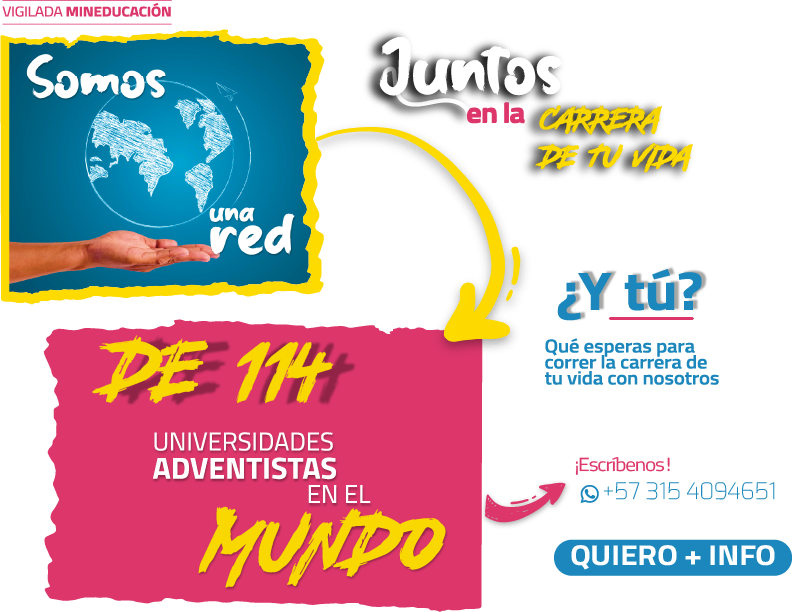 VIGILADA MINEDUCACIÓN
Somos
una
red
Juntos
en la CARRERA
DE TU VIDA
¿Y tú?
Qué esperas para
correr la carrera de
tu vida con nosotros
DE 114
UNIVERSIDADES
ADVENTISTAS
EN EL
MUNDO
¡Escríbenos!
+57 315 4094651
QUIERO + INFO